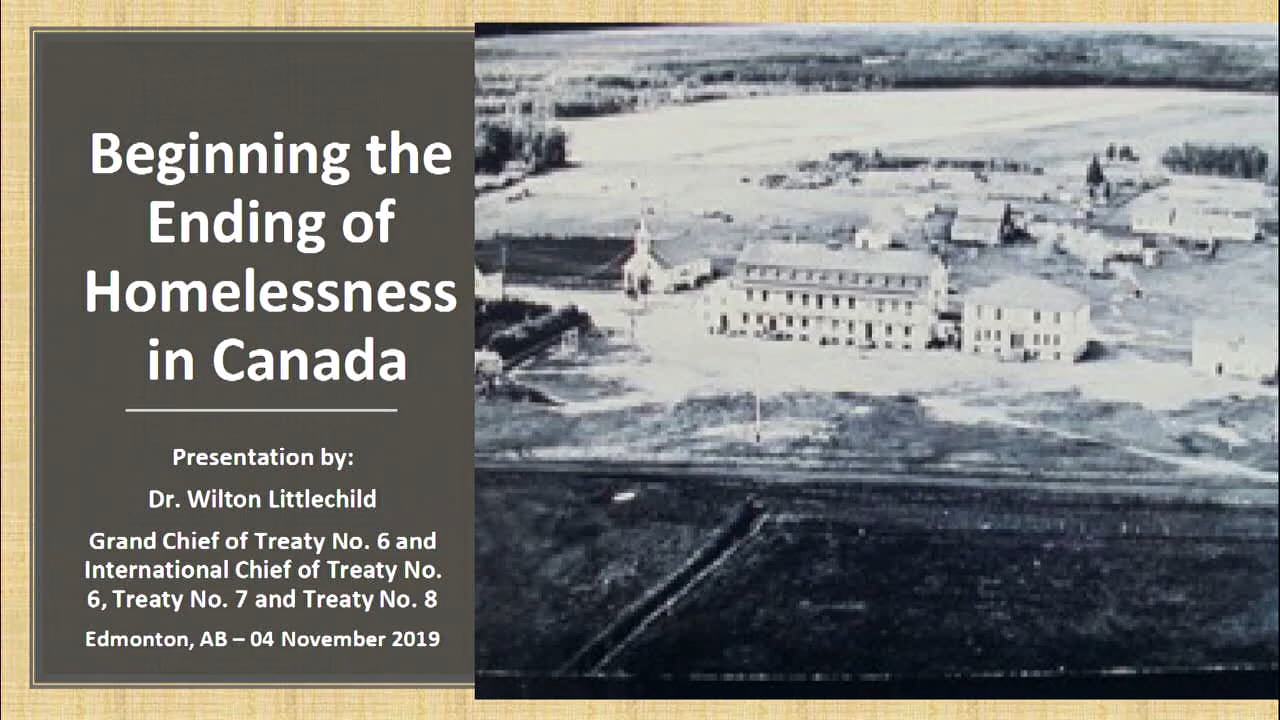 Beginning the
Ending of
Homelessness
in Canada
Presentation by:
Dr. Wilton Littlechild
Grand Chief of Treaty No. 6 and
International Chief of Treaty No.
6, Treaty No. 7 and Treaty No. 8
Edmonton, AB – 04 November 2019